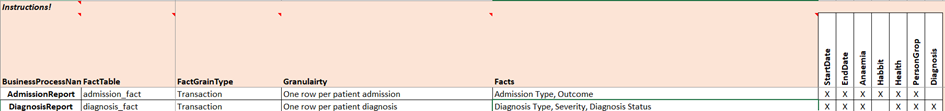 Instructions!
StartDate EndDate Anaemia Habbit Health PersonGrop Diagnosis
BusinessProcessNan FactTable FactGrainType Granulairty Facts
AdmissionReport admission_fact Transaction One row per patient admission Admission Type, Outcome X X X X X X
DiagnosisReport diagnosis_fact Transaction One row per patient diagnosis Diagnosis Type, Severity, Diagnosis Status X X X X X